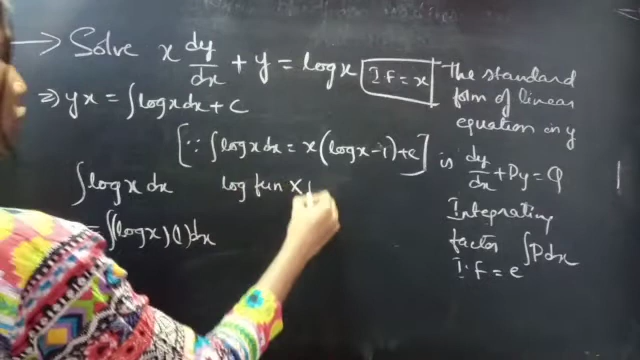 → Solve x dy/dx + y = log x
I.F = x
⇒ yx = ∫ log x dx + c
[∵ ∫ log x dx = x(log x - 1) + c]
∫ log x dx
= ∫(log x)(1) dx
log fun x
The standard
form of linear
equation in y
is dy/dx + Py = Q
Integrating
factor
I.F = e^∫P dx